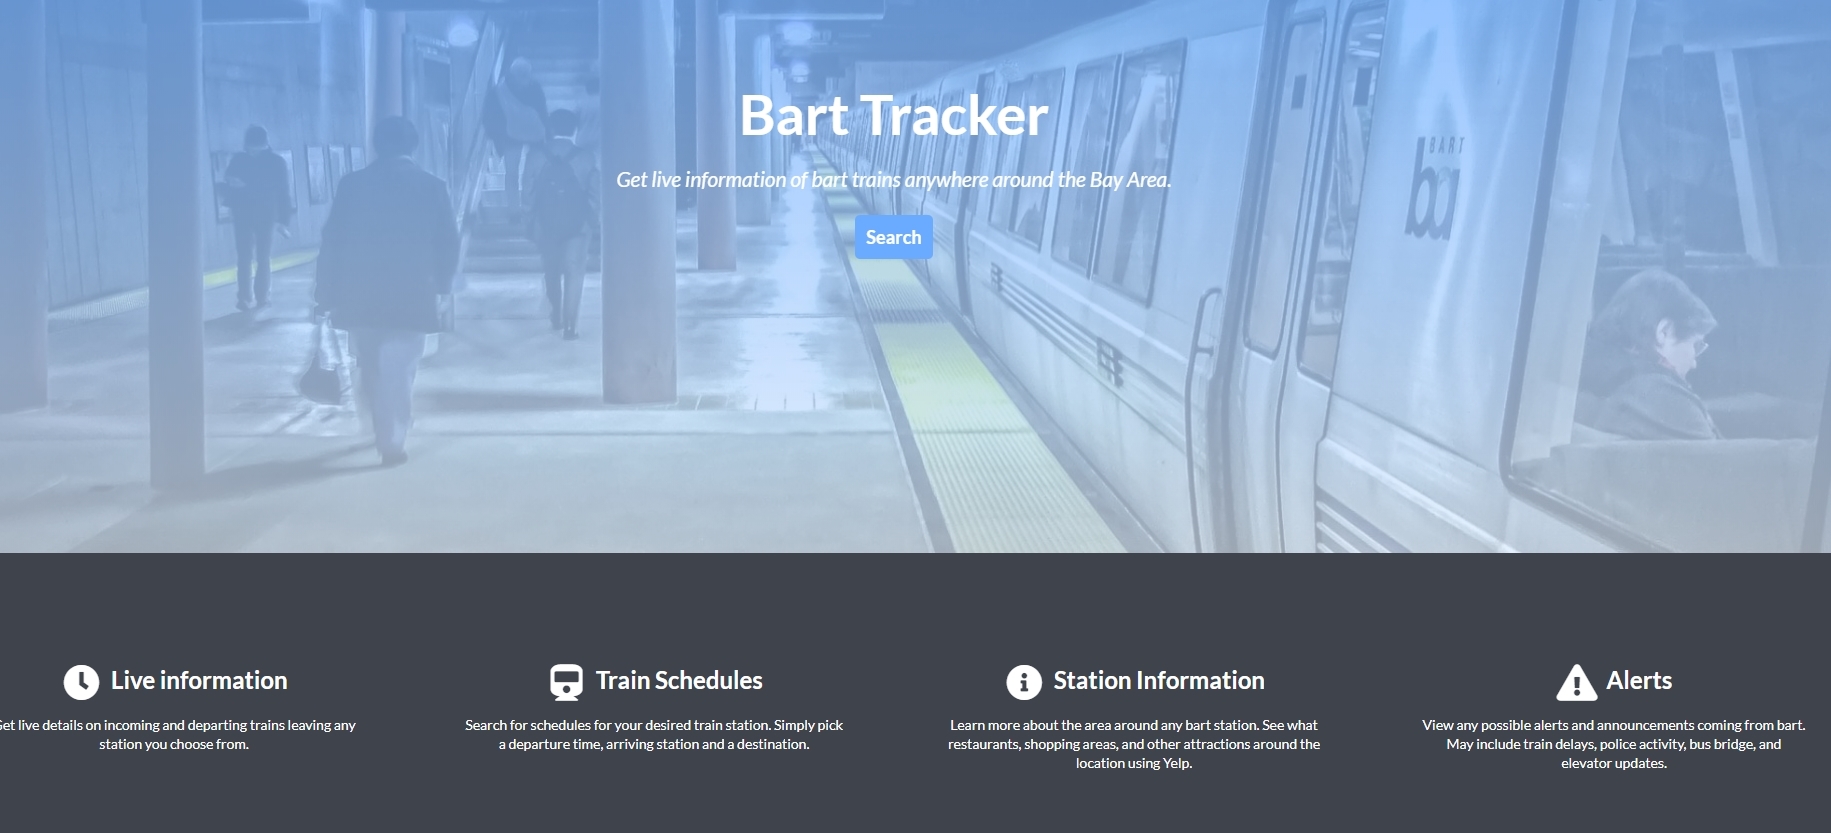 Bart Tracker
Get live information of bart trains anywhere around the Bay Area.
Search
BART
ba
Live information
Get live details on incoming and departing trains leaving any
station you choose from.
Train Schedules
Search for schedules for your desired train station. Simply pick
a departure time, arriving station and a destination.
Station Information
Learn more about the area around any bart station. See what
restaurants, shopping areas, and other attractions around the
location using Yelp.
Alerts
View any possible alerts and announcements coming from bart.
May include train delays, police activity, bus bridge, and
elevator updates.